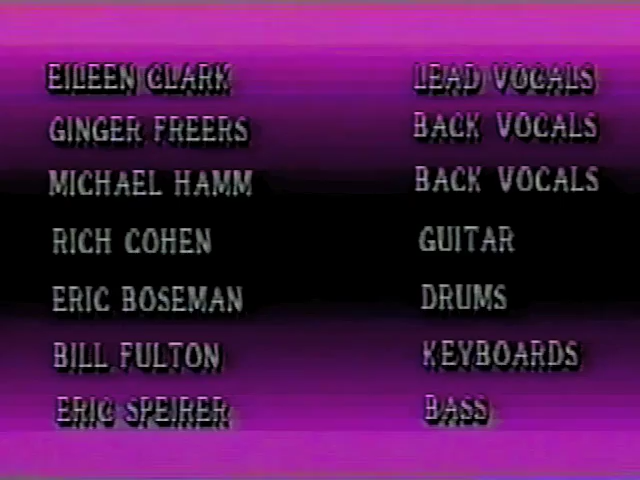 EILEEN CLARK LEAD VOCALS
GINGER FREERS BACK VOCALS
MICHAEL HAMM BACK VOCALS
RICH COHEN GUITAR
ERIC BOSEMAN DRUMS
BILL FULTON KEYBOARDS
ERIC SPEIRER BASS